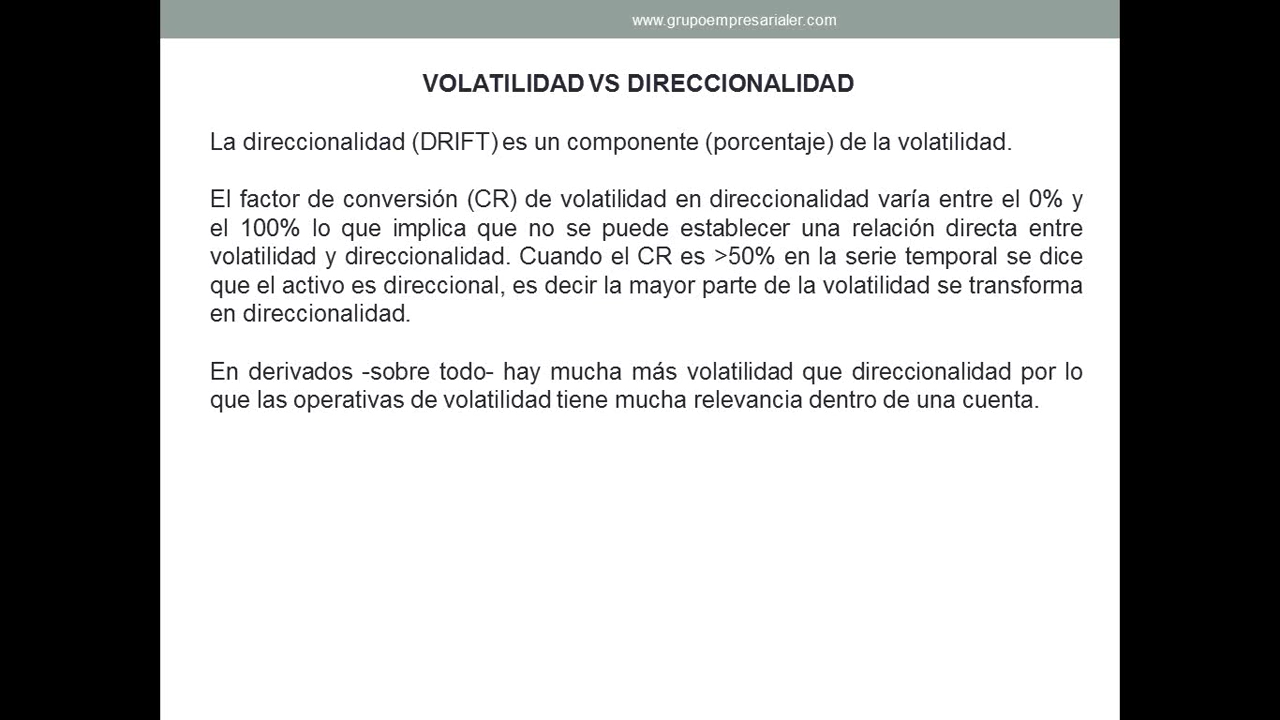 www.grupoempresarialer.com
VOLATILIDAD VS DIRECCIONALIDAD
La direccionalidad (DRIFT) es un componente (porcentaje) de la volatilidad.
El factor de conversión (CR) de volatilidad en direccionalidad varía entre el 0% y
el 100% lo que implica que no se puede establecer una relación directa entre
volatilidad y direccionalidad. Cuando el CR es >50% en la serie temporal se dice
que el activo es direccional, es decir la mayor parte de la volatilidad se transforma
en direccionalidad.
En derivados -sobre todo- hay mucha más volatilidad que direccionalidad por lo
que las operativas de volatilidad tiene mucha relevancia dentro de una cuenta.